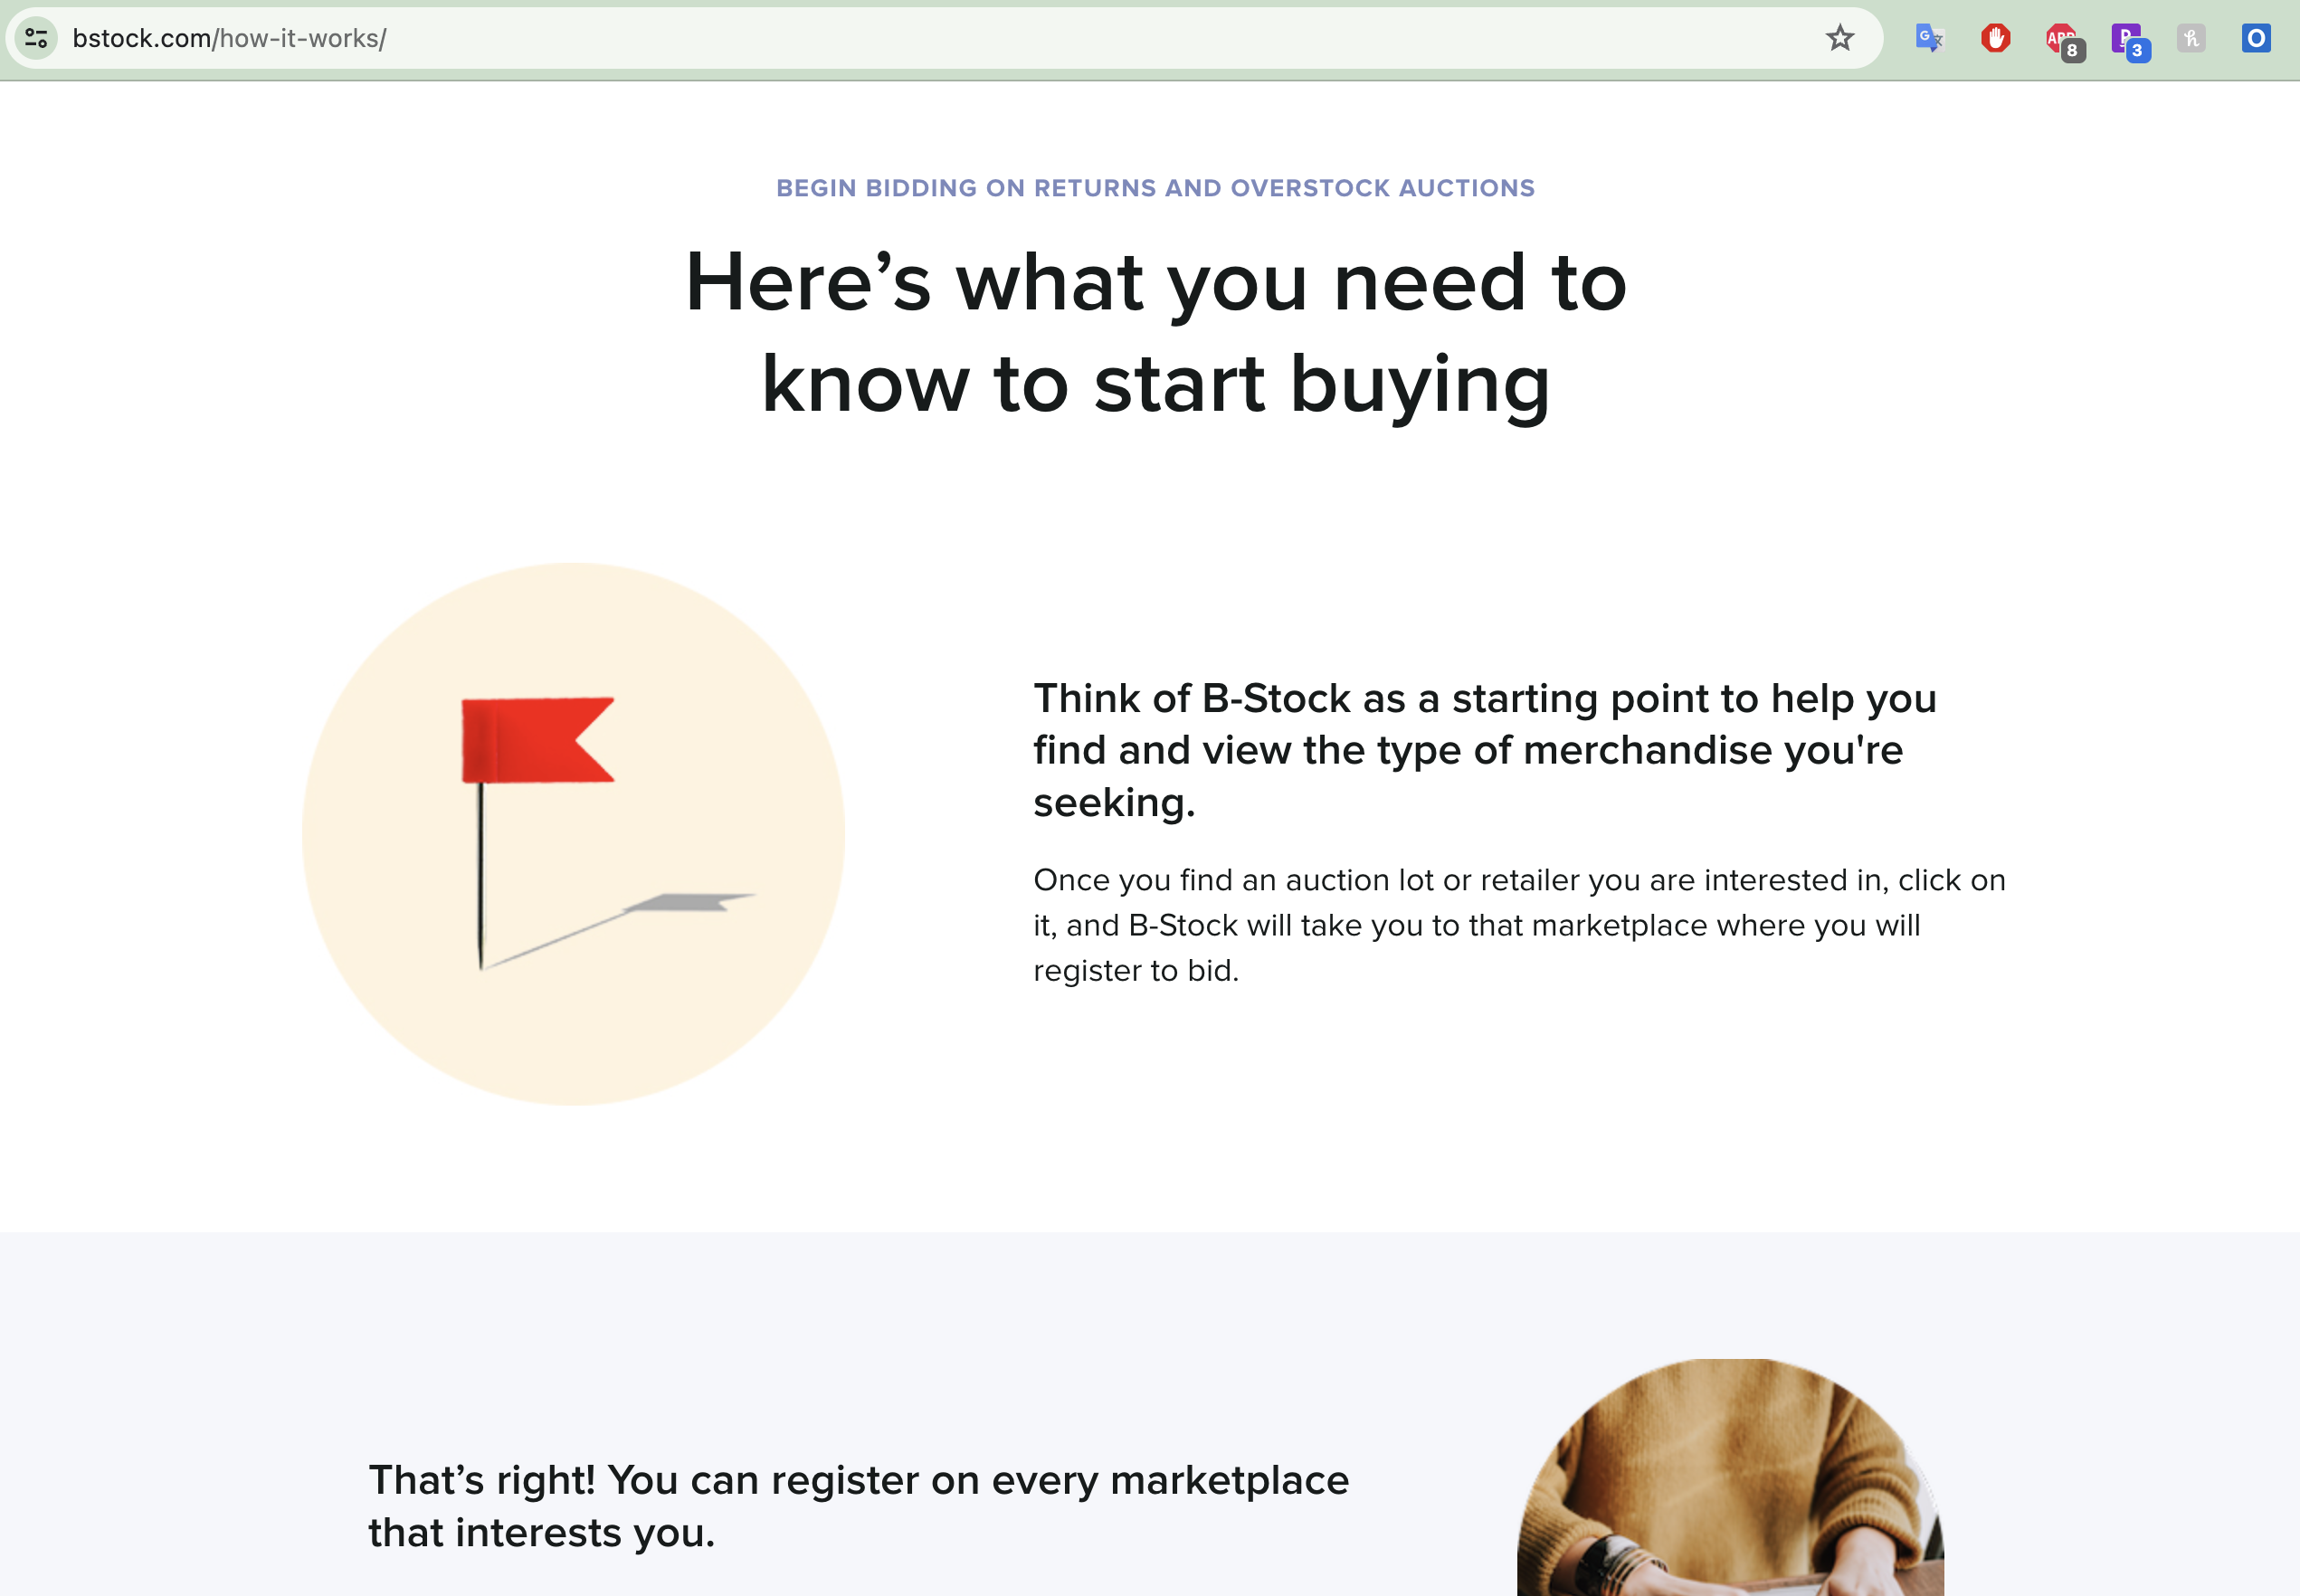 bstock.com/how-it-works/
8
3
BEGIN BIDDING ON RETURNS AND OVERSTOCK AUCTIONS
Here’s what you need to
know to start buying
Think of B-Stock as a starting point to help you
find and view the type of merchandise you're
seeking.
Once you find an auction lot or retailer you are interested in, click on
it, and B-Stock will take you to that marketplace where you will
register to bid.
That’s right! You can register on every marketplace
that interests you.